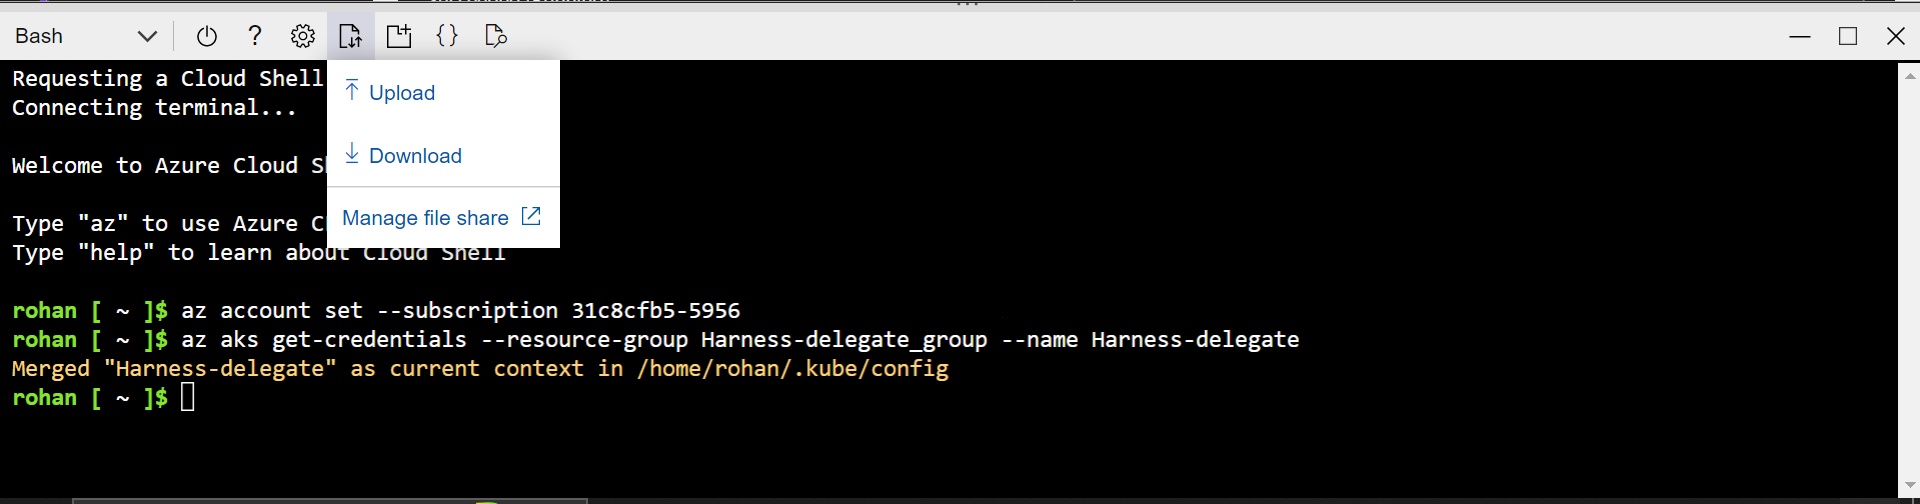 Bash
Upload
Download
Manage file share
Requesting a Cloud Shell
Connecting terminal...
Welcome to Azure Cloud
Type "az" to use Azure
Type "help" to learn about Cloud Shell
rohan [ ~ ]$ az account set --subscription 31c8cfb5-5956
rohan [ ~ ]$ az aks get-credentials --resource-group Harness-delegate_group --name Harness-delegate
Merged "Harness-delegate" as current context in /home/rohan/.kube/config
rohan [ ~ ]$